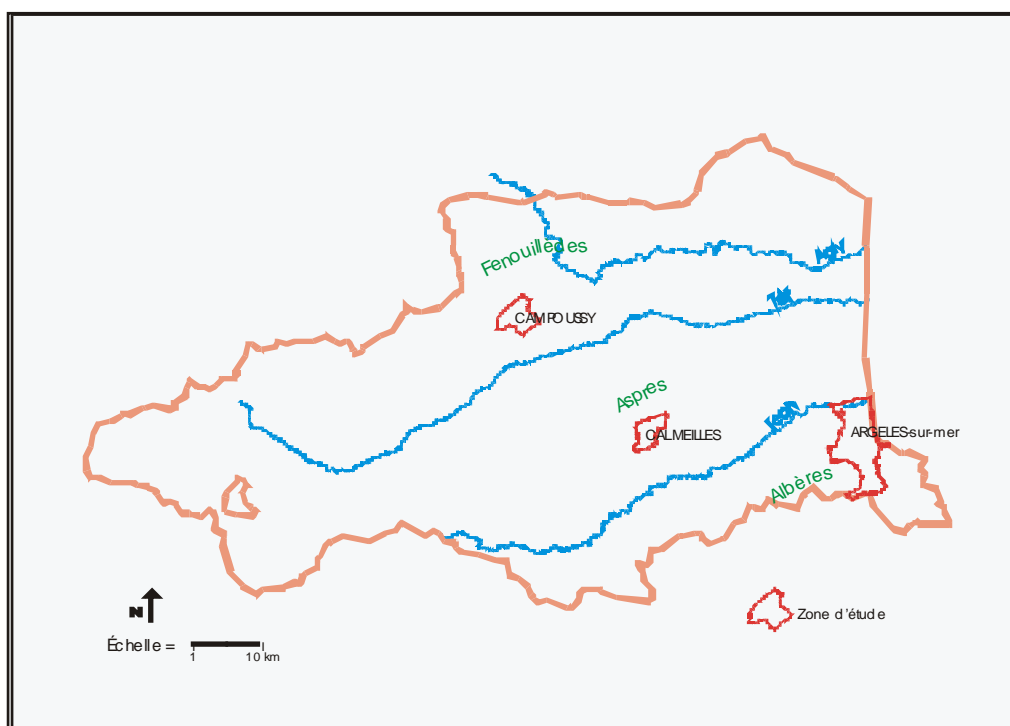 Fenouillèdes
CAMPOUSSY
Aspres
CALMEILLES
ARGELES-sur-mer
Albères
Zone d'étude
N
Échelle =
1 10 km